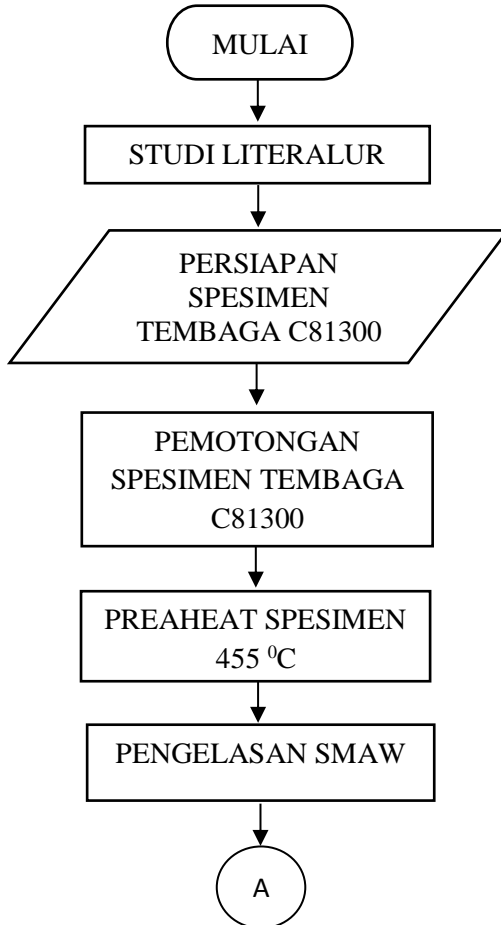 MULAI
STUDI LITERALUR
PERSIAPAN
SPESIMEN
TEMBAGA C81300
PEMOTONGAN
SPESIMEN TEMBAGA
C81300
PREAHEAT SPESIMEN
455 ⁰C
PENGELASAN SMAW
A